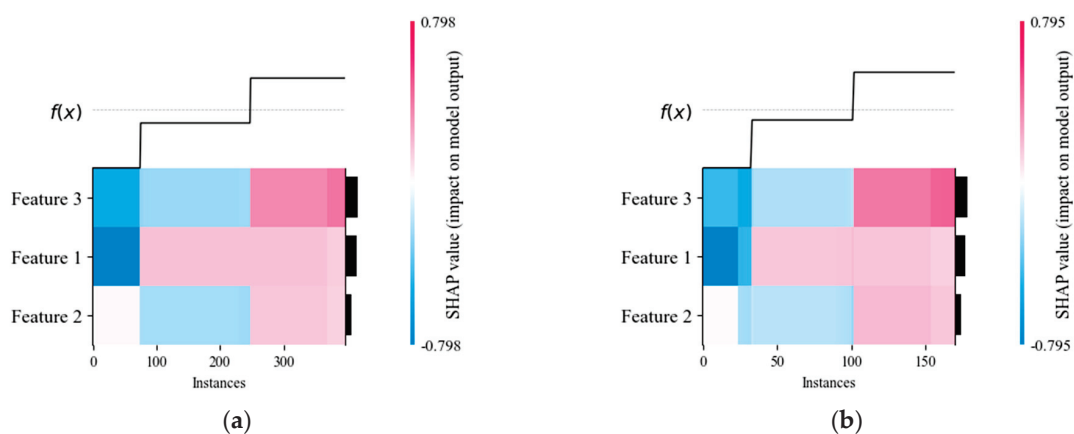 0.798
f(x)
Feature 3
Feature 1
Feature 2
0 100 200 300
Instances
-0.798
SHAP value (impact on model output)
(a)
0.795
f(x)
Feature 3
Feature 1
Feature 2
0 50 100 150
Instances
-0.795
SHAP value (impact on model output)
(b)